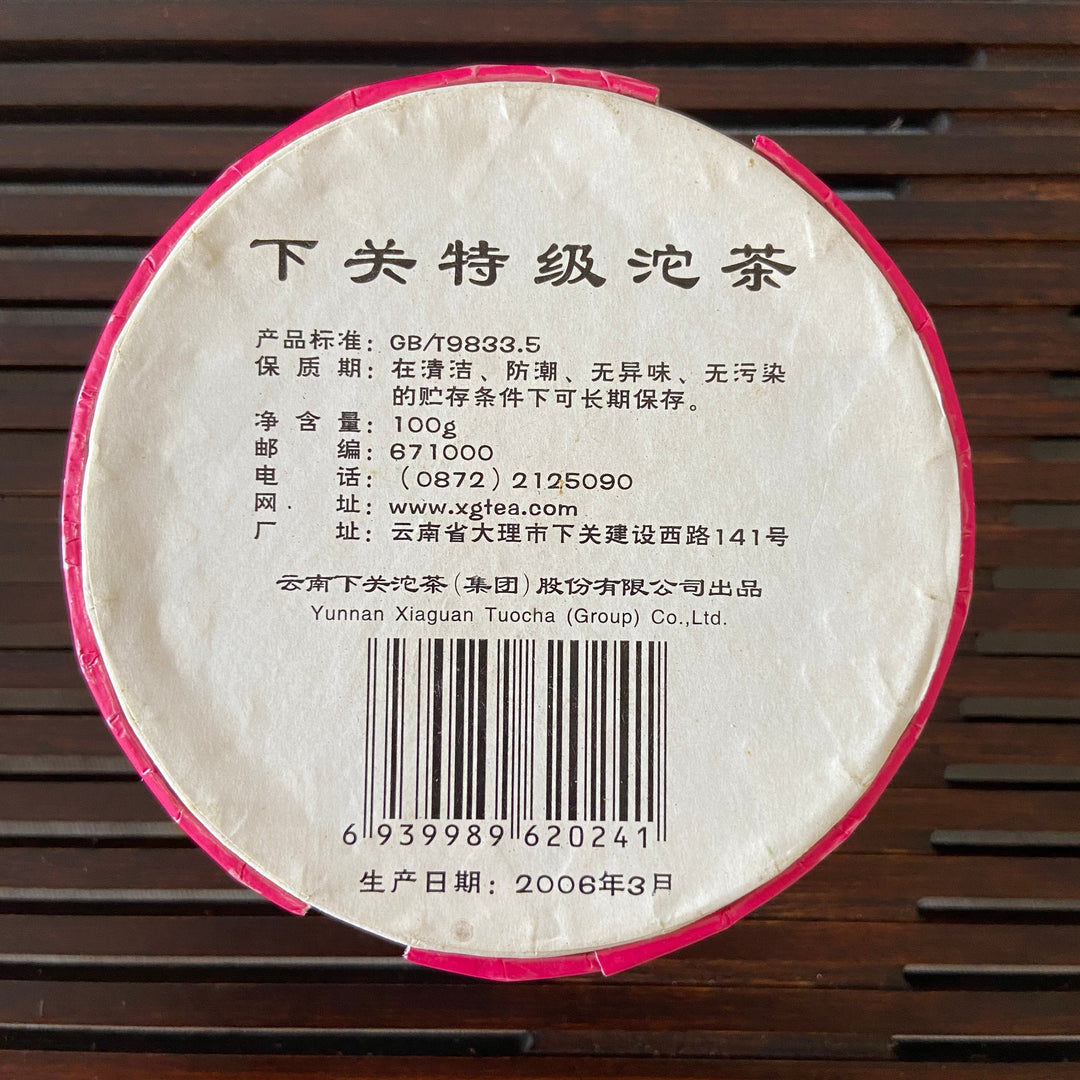 下关特级沱茶
产品标准：GB/T9833.5
保质期：在清洁、防潮、无异味、无污染
的贮存条件下可长期保存。
净含量：100g
邮编：671000
电话：（0872）2125090
网址：www.xgtea.com
厂址：云南省大理市下关建设西路141号
云南下关沱茶（集团）股份有限公司出品
Yunnan Xiaguan Tuocha (Group) Co.,Ltd.
6 939989 620241
生产日期：2006年3月